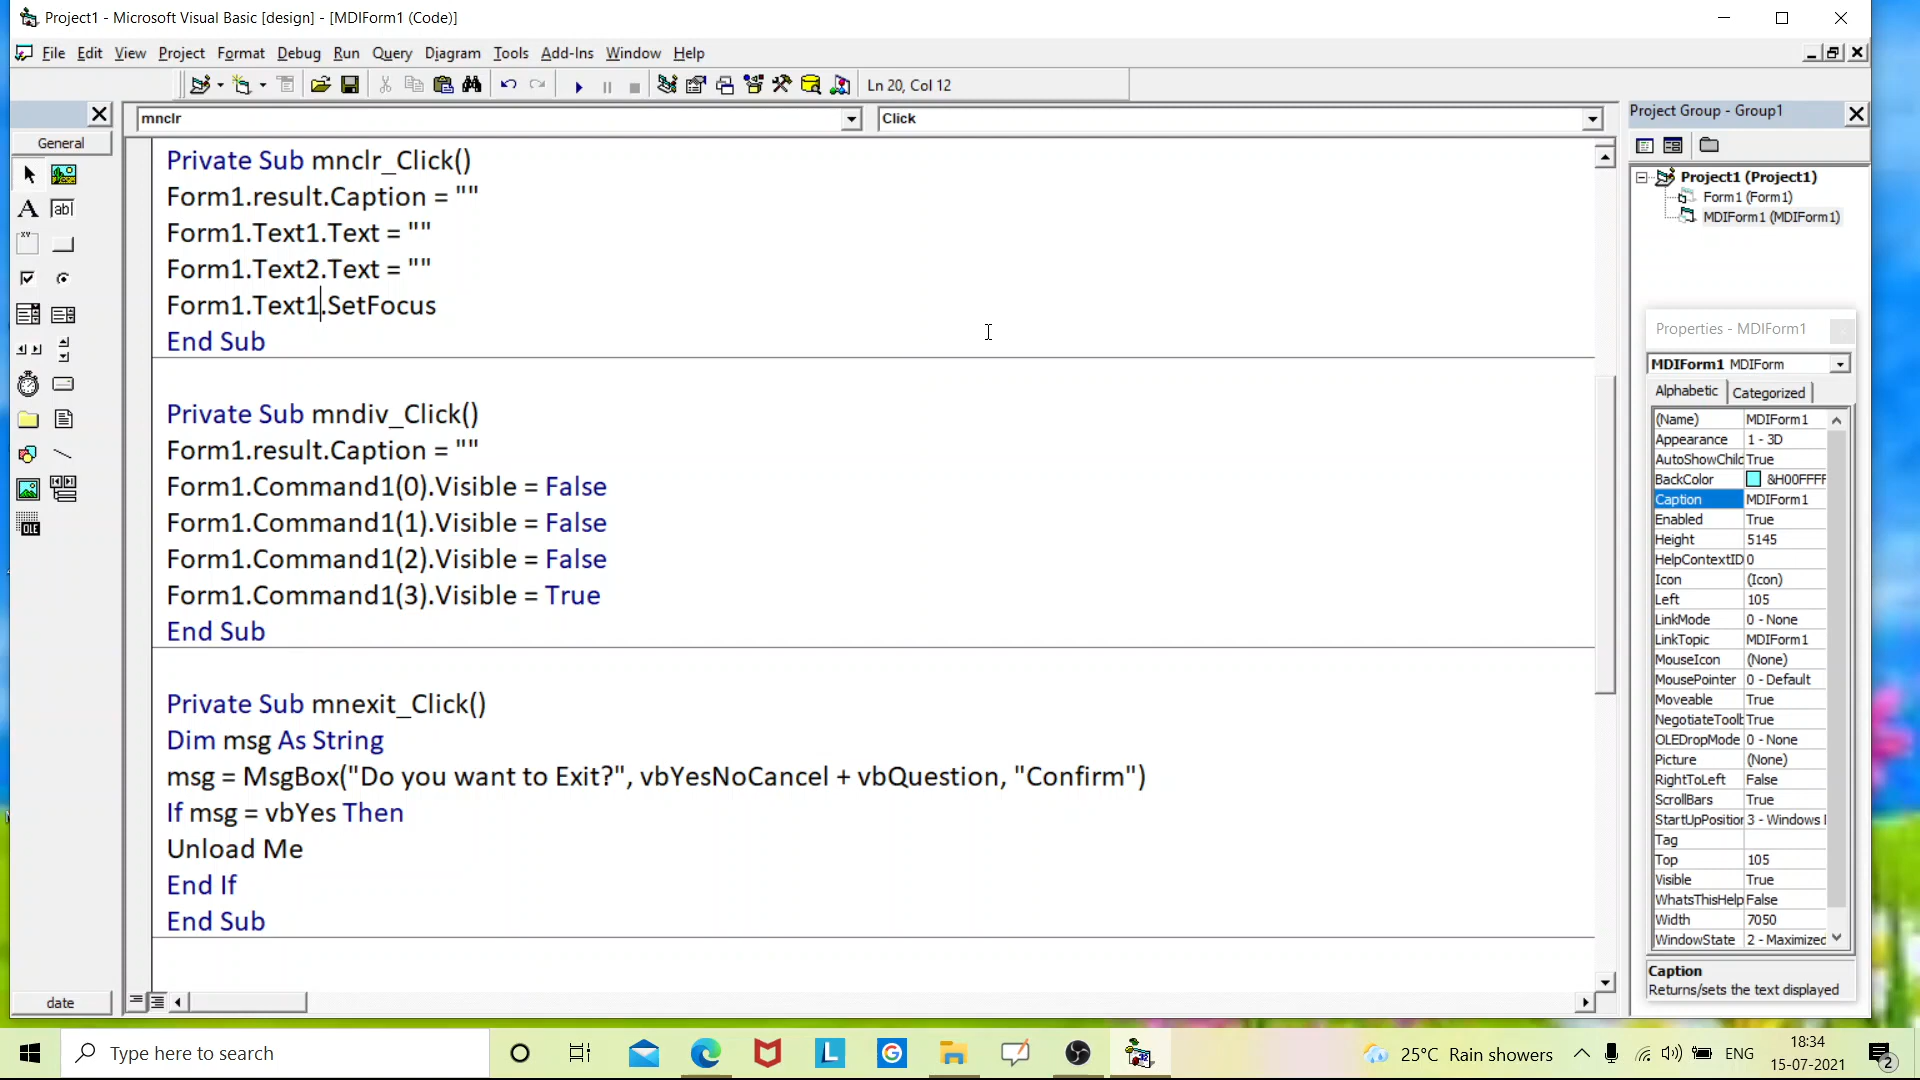 Project1 - Microsoft Visual Basic [design] - [MDIForm1 (Code)]
File Edit View Project Format Debug Run Query Diagram Tools Add-Ins Window Help
Ln 20, Col 12
mnclr
Click
Project Group - Group1
General
Private Sub mnclr_Click()
Form1.result.Caption = ""
Form1.Text1.Text = ""
Form1.Text2.Text = ""
Form1.Text1.SetFocus
End Sub
Private Sub mndiv_Click()
Form1.result.Caption = ""
Form1.Command1(0).Visible = False
Form1.Command1(1).Visible = False
Form1.Command1(2).Visible = False
Form1.Command1(3).Visible = True
End Sub
Private Sub mnexit_Click()
Dim msg As String
msg = MsgBox("Do you want to Exit?", vbYesNoCancel + vbQuestion, "Confirm")
If msg = vbYes Then
Unload Me
End If
End Sub
date
Project1 (Project1)
Form1 (Form1)
MDIForm1 (MDIForm1)
Properties - MDIForm1
MDIForm1 MDIForm
Alphabetic Categorized
(Name) MDIForm1
Appearance 1 - 3D
AutoShowChild True
BackColor &H00FFFF
Caption MDIForm1
Enabled True
Height 5145
HelpContextID 0
Icon (Icon)
Left 105
LinkMode 0 - None
LinkTopic MDIForm1
MouseIcon (None)
MousePointer 0 - Default
Moveable True
NegotiateToolb True
OLEDropMode 0 - None
Picture (None)
RightToLeft False
ScrollBars True
StartUpPosition 3 - Windows
Tag
Top 105
Visible True
WhatsThisHelp False
Width 7050
WindowState 2 - Maximized
Caption
Returns/sets the text displayed
Type here to search
25°C Rain showers
ENG
18:34
15-07-2021
2